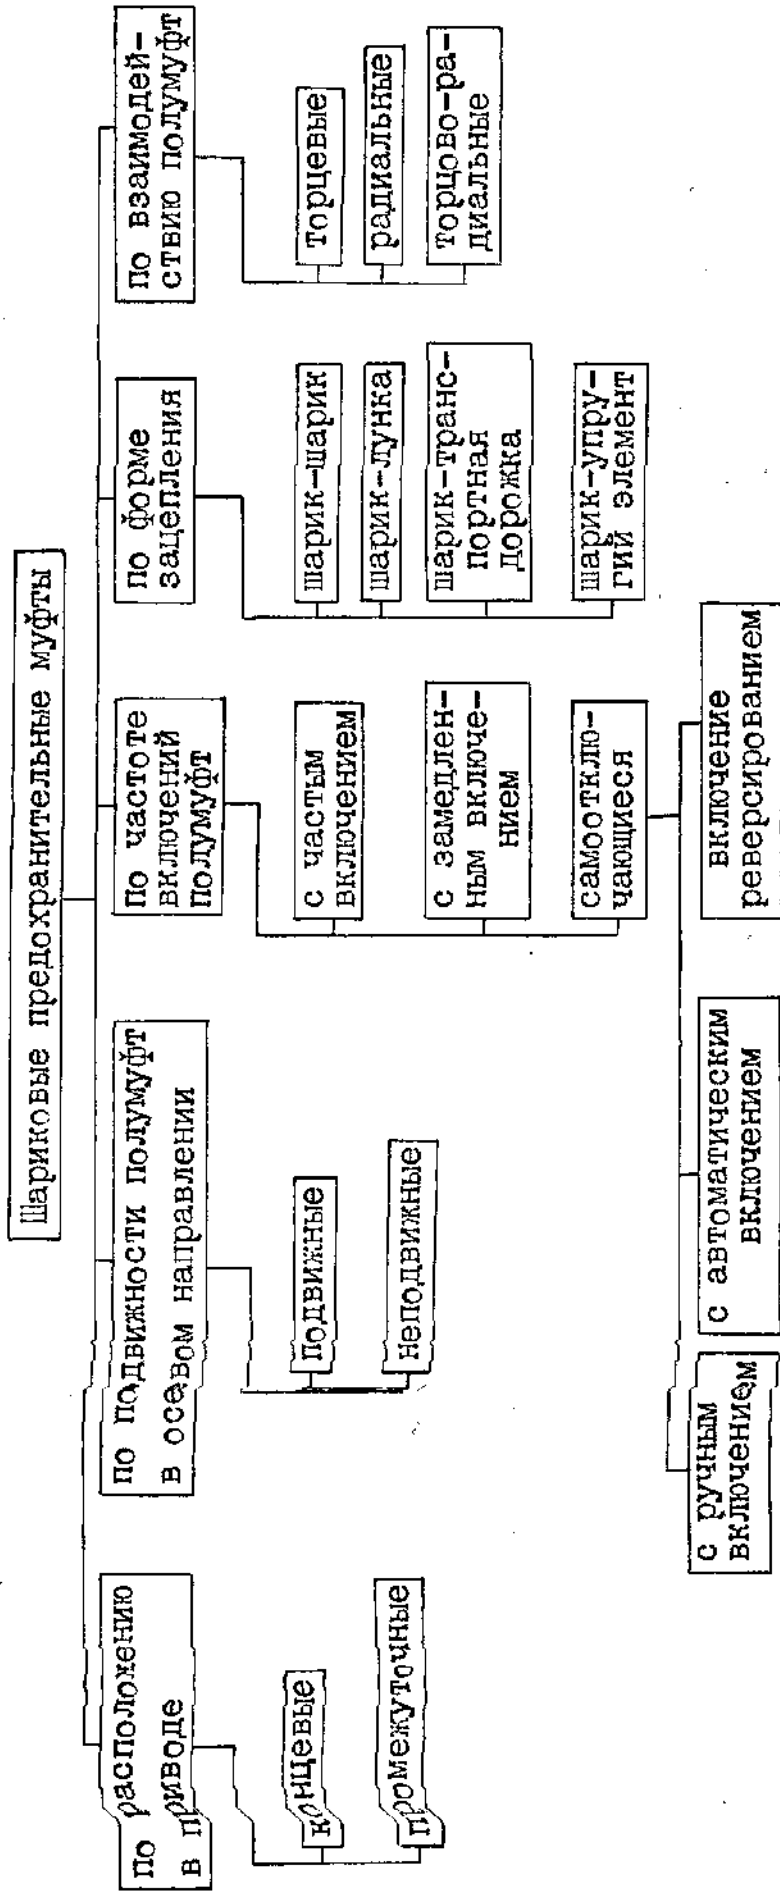 Шариковые предохранительные муфты
по расположению
в приводе
концевые
промежуточные
по подвижности полумуфт
в осевом направлении
подвижные
неподвижные
по частоте
включений
полумуфт
с частым
включением
с замедлен-
ным включе-
нием
самоотклю-
чающиеся
с ручным
включением
с автоматическим
включением
включение
реверсированием
по форме
зацепления
шарик-шарик
шарик-лунка
шарик-транс-
портная
дорожка
шарик-упру-
гий элемент
по взаимодей-
ствию полумуфт
торцевые
радиальные
торцово-ра-
диальные